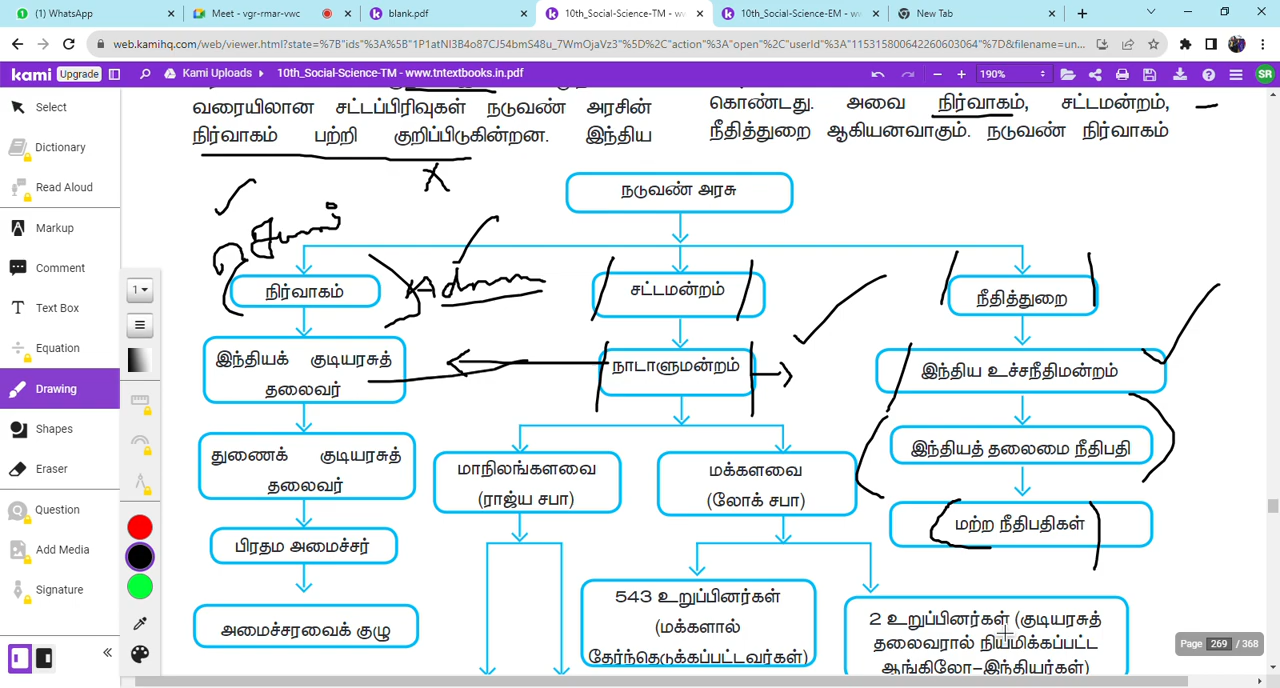 (1) WhatsApp
Meet - vgr-rmar-vwc
blank.pdf
10th_Social-Science-TM - ww
10th_Social-Science-EM - www
New Tab
web.kamihq.com/web/viewer.html?state=%7B"ids"%3A%5B"1P1atNI3B4o87CJ54bmS48u_7WmOjaVz3"%5D%2C"action"%3A"open"%2C"userId"%3A"115315800642260603064"%7D&filename=un...
kami Upgrade
Kami Uploads
10th_Social-Science-TM - www.tntextbooks.in.pdf
190%
SR
Select
Dictionary
Read Aloud
Markup
Comment
Text Box
Equation
Drawing
Shapes
Eraser
Question
Add Media
Signature
1
வரையிலான சட்டப்பிரிவுகள் நடுவண் அரசின்
நிர்வாகம் பற்றி குறிப்பிடுகின்றன. இந்திய
கொண்டது. அவை நிர்வாகம், சட்டமன்றம்,
நீதித்துறை ஆகியனவாகும். நடுவண் நிர்வாகம்
X
நடுவண் அரசு
நிர்வாகம்
சட்டமன்றம்
நீதித்துறை
இந்தியக் குடியரசுத்
தலைவர்
நாடாளுமன்றம்
இந்திய உச்சநீதிமன்றம்
துணைக் குடியரசுத்
தலைவர்
மாநிலங்களவை
(ராஜ்ய சபா)
மக்களவை
(லோக் சபா)
இந்தியத் தலைமை நீதிபதி
மற்ற நீதிபதிகள்
பிரதம அமைச்சர்
அமைச்சரவைக் குழு
543 உறுப்பினர்கள்
(மக்களால்
தேர்ந்தெடுக்கப்பட்டவர்கள்)
2 உறுப்பினர்கள் (குடியரசுத்
தலைவரால் நியமிக்கப்பட்ட
ஆங்கிலோ-இந்தியர்கள்)
Page 269 / 368